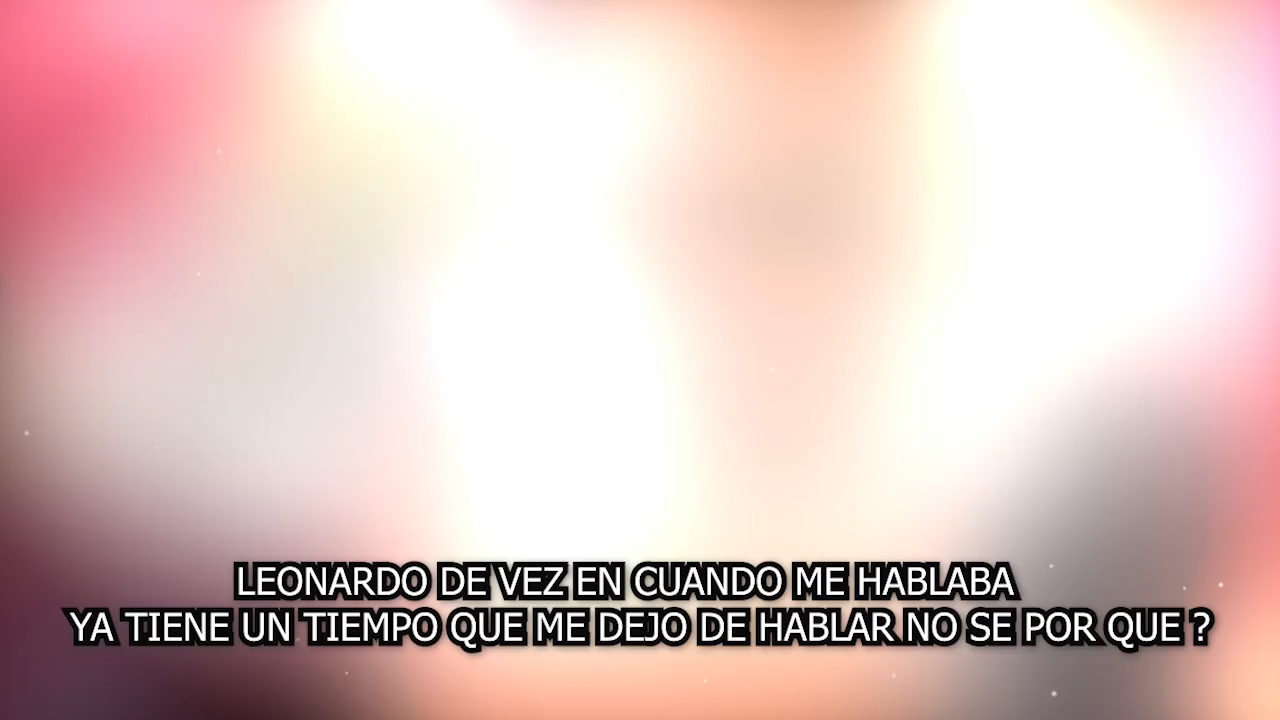 LEONARDO DE VEZ EN CUANDO ME HABLABA
YA TIENE UN TIEMPO QUE ME DEJO DE HABLAR NO SE POR QUE ?